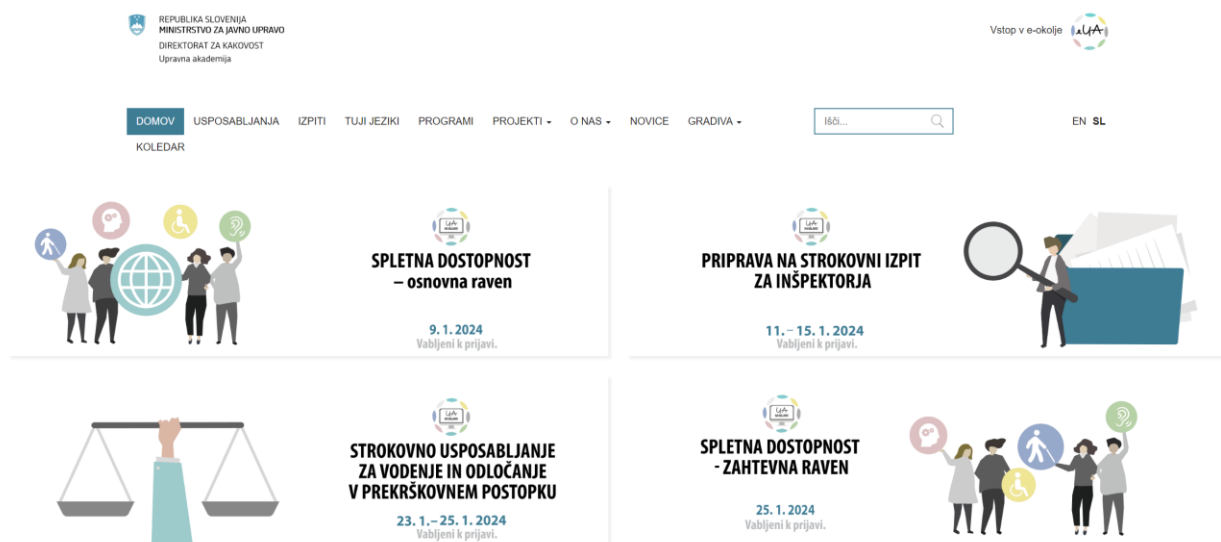 REPUBLIKA SLOVENIJA
MINISTRSTVO ZA JAVNO UPRAVO
DIREKTORAT ZA KAKOVOST
Upravna akademija
Vstop v e-okolje
eUA
DOMOV USPOSABLJANJA IZPITI TUJI JEZIKI PROGRAMI PROJEKTI O NAS NOVICE GRADIVA
Išči...
EN SL
KOLEDAR
SPLETNA DOSTOPNOST
– osnovna raven
9. 1. 2024
Vabljeni k prijavi.
PRIPRAVA NA STROKOVNI IZPIT
ZA INŠPEKTORJA
11. – 15. 1. 2024
Vabljeni k prijavi.
STROKOVNO USPOSABLJANJE
ZA VODENJE IN ODLOČANJE
V PREKRŠKOVNEM POSTOPKU
23. 1. – 25. 1. 2024
Vabljeni k prijavi.
SPLETNA DOSTOPNOST
- ZAHTEVNA RAVEN
25. 1. 2024
Vabljeni k prijavi.